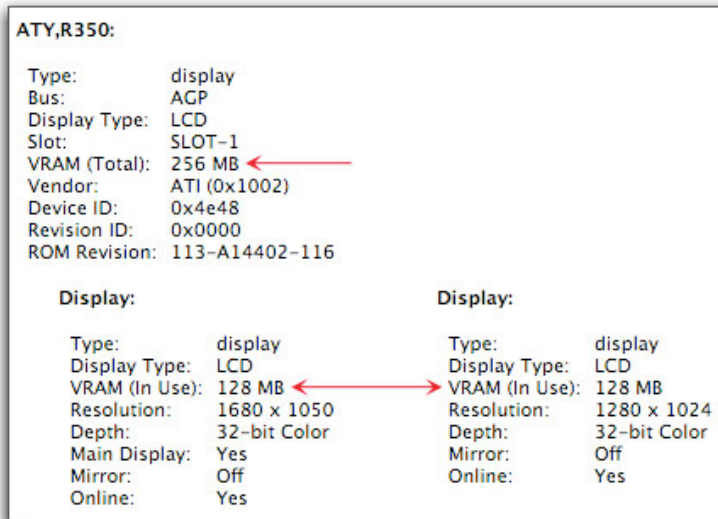 ATY,R350:
Type: display
Bus: AGP
Display Type: LCD
Slot: SLOT-1
VRAM (Total): 256 MB
Vendor: ATI (0x1002)
Device ID: 0x4e48
Revision ID: 0x0000
ROM Revision: 113-A14402-116
Display:
Type: display
Display Type: LCD
VRAM (In Use): 128 MB
Resolution: 1680 x 1050
Depth: 32-bit Color
Main Display: Yes
Mirror: Off
Online: Yes
Display:
Type: display
Display Type: LCD
VRAM (In Use): 128 MB
Resolution: 1280 x 1024
Depth: 32-bit Color
Mirror: Off
Online: Yes